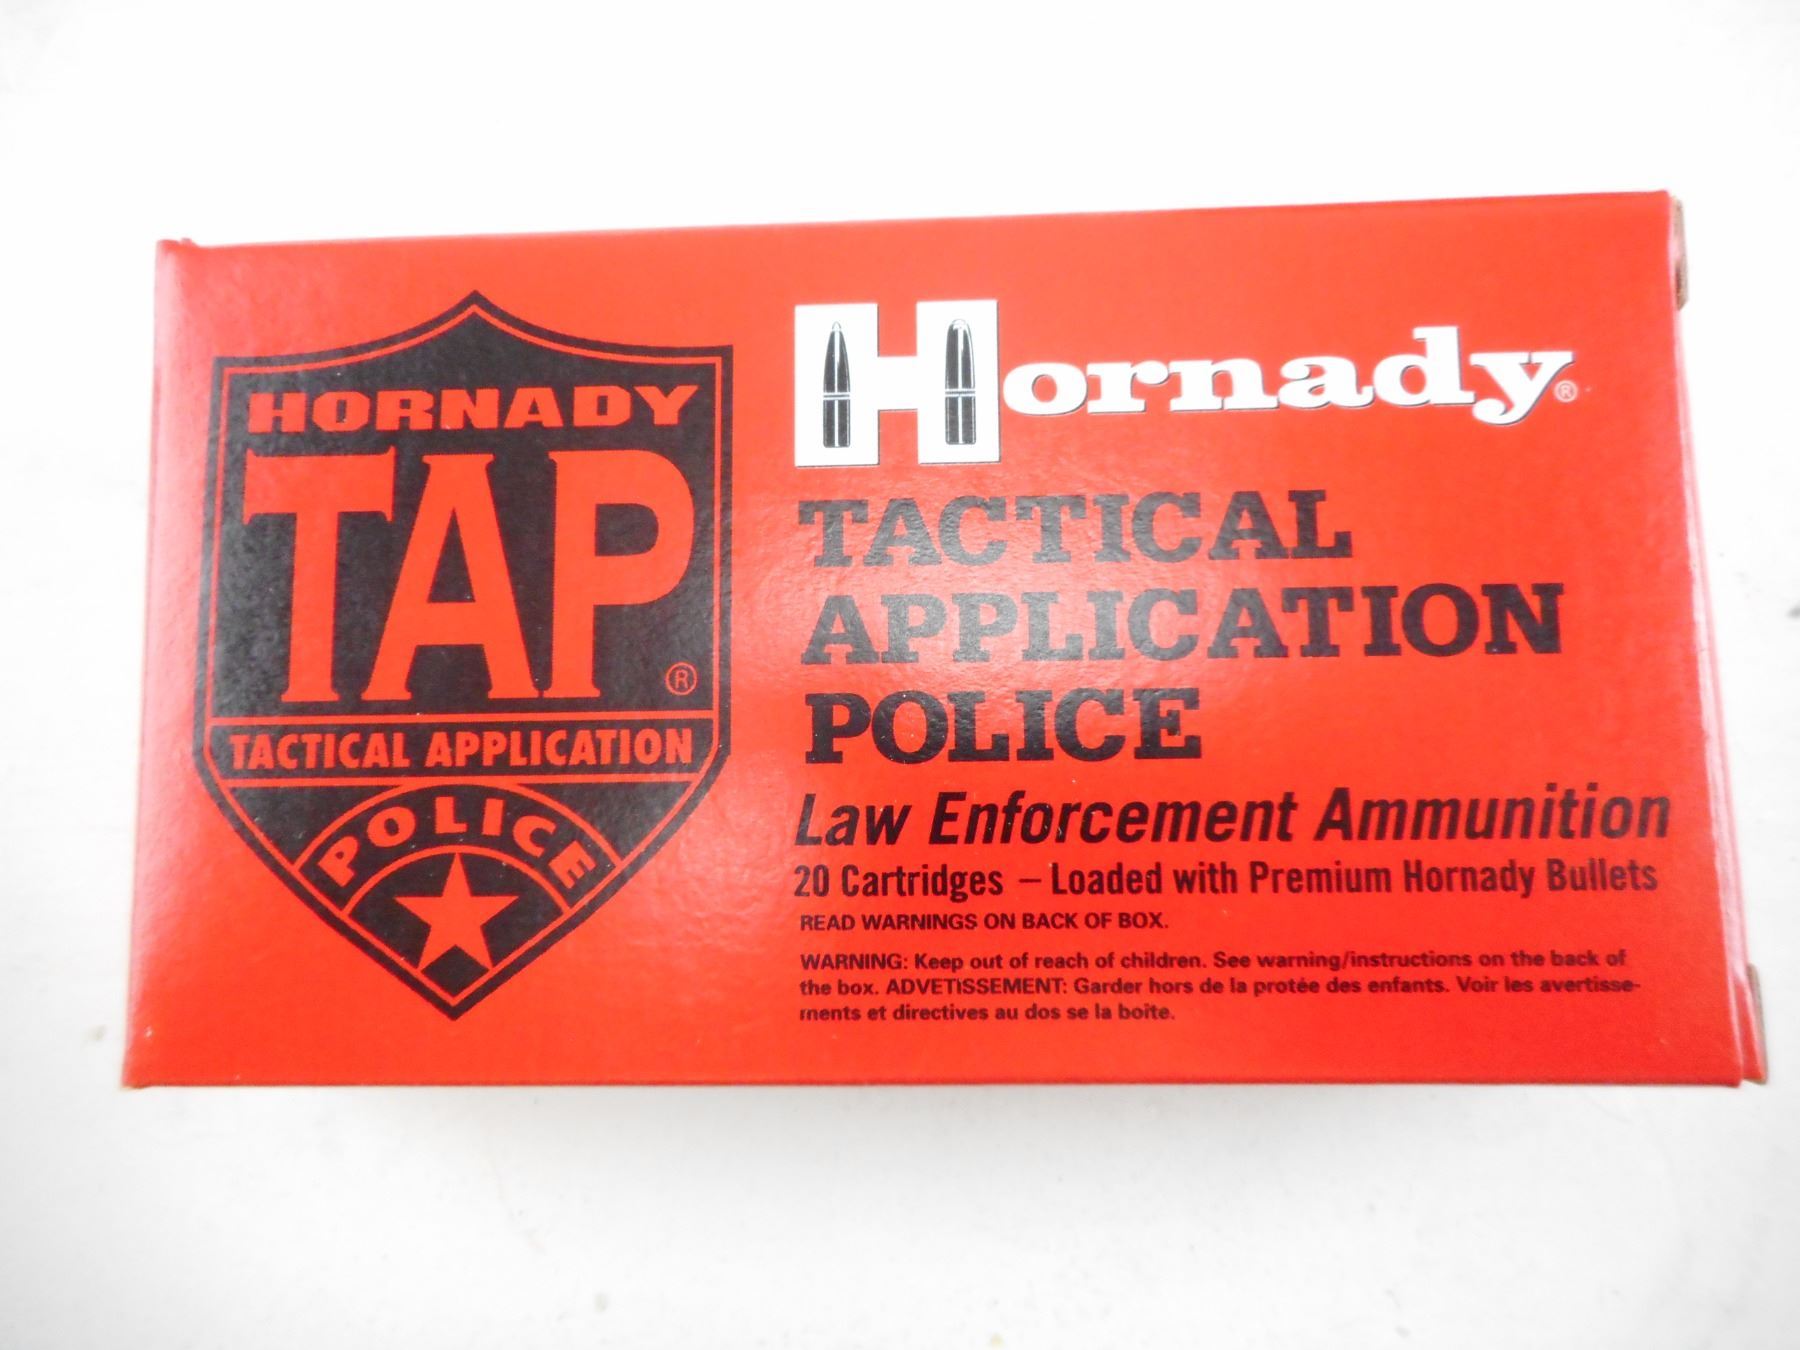 HORNADY
TAP®
TACTICAL APPLICATION
POLICE
Hornady®
TACTICAL
APPLICATION
POLICE
Law Enforcement Ammunition
20 Cartridges – Loaded with Premium Hornady Bullets
READ WARNINGS ON BACK OF BOX.
WARNING: Keep out of reach of children. See warning/instructions on the back of
the box. ADVETISSEMENT: Garder hors de la protée des enfants. Voir les avertisse-
ments et directives au dos se la boite.